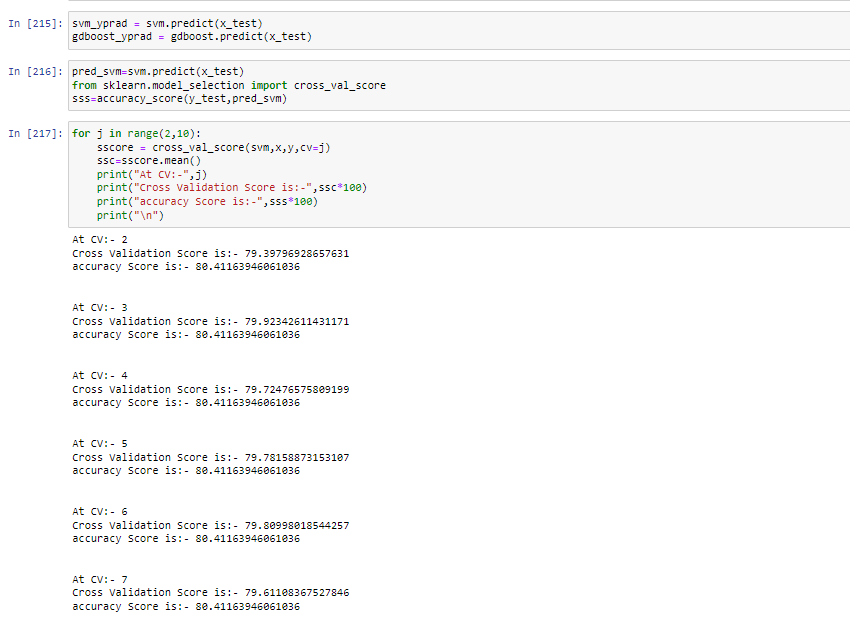 In [215]: svm_yprad = svm.predict(x_test)
gdboost_yprad = gdboost.predict(x_test)
In [216]: pred_svm=svm.predict(x_test)
from sklearn.model_selection import cross_val_score
sss=accuracy_score(y_test,pred_svm)
In [217]: for j in range(2,10):
    sscore = cross_val_score(svm,x,y,cv=j)
    ssc=sscore.mean()
    print("At CV:-",j)
    print("Cross Validation Score is:-",ssc*100)
    print("accuracy Score is:-",sss*100)
    print("\n")
At CV:- 2
Cross Validation Score is:- 79.39796928657631
accuracy Score is:- 80.41163946061036
At CV:- 3
Cross Validation Score is:- 79.92342611431171
accuracy Score is:- 80.41163946061036
At CV:- 4
Cross Validation Score is:- 79.72476575809199
accuracy Score is:- 80.41163946061036
At CV:- 5
Cross Validation Score is:- 79.78158873153107
accuracy Score is:- 80.41163946061036
At CV:- 6
Cross Validation Score is:- 79.80998018544257
accuracy Score is:- 80.41163946061036
At CV:- 7
Cross Validation Score is:- 79.61108367527846
accuracy Score is:- 80.41163946061036